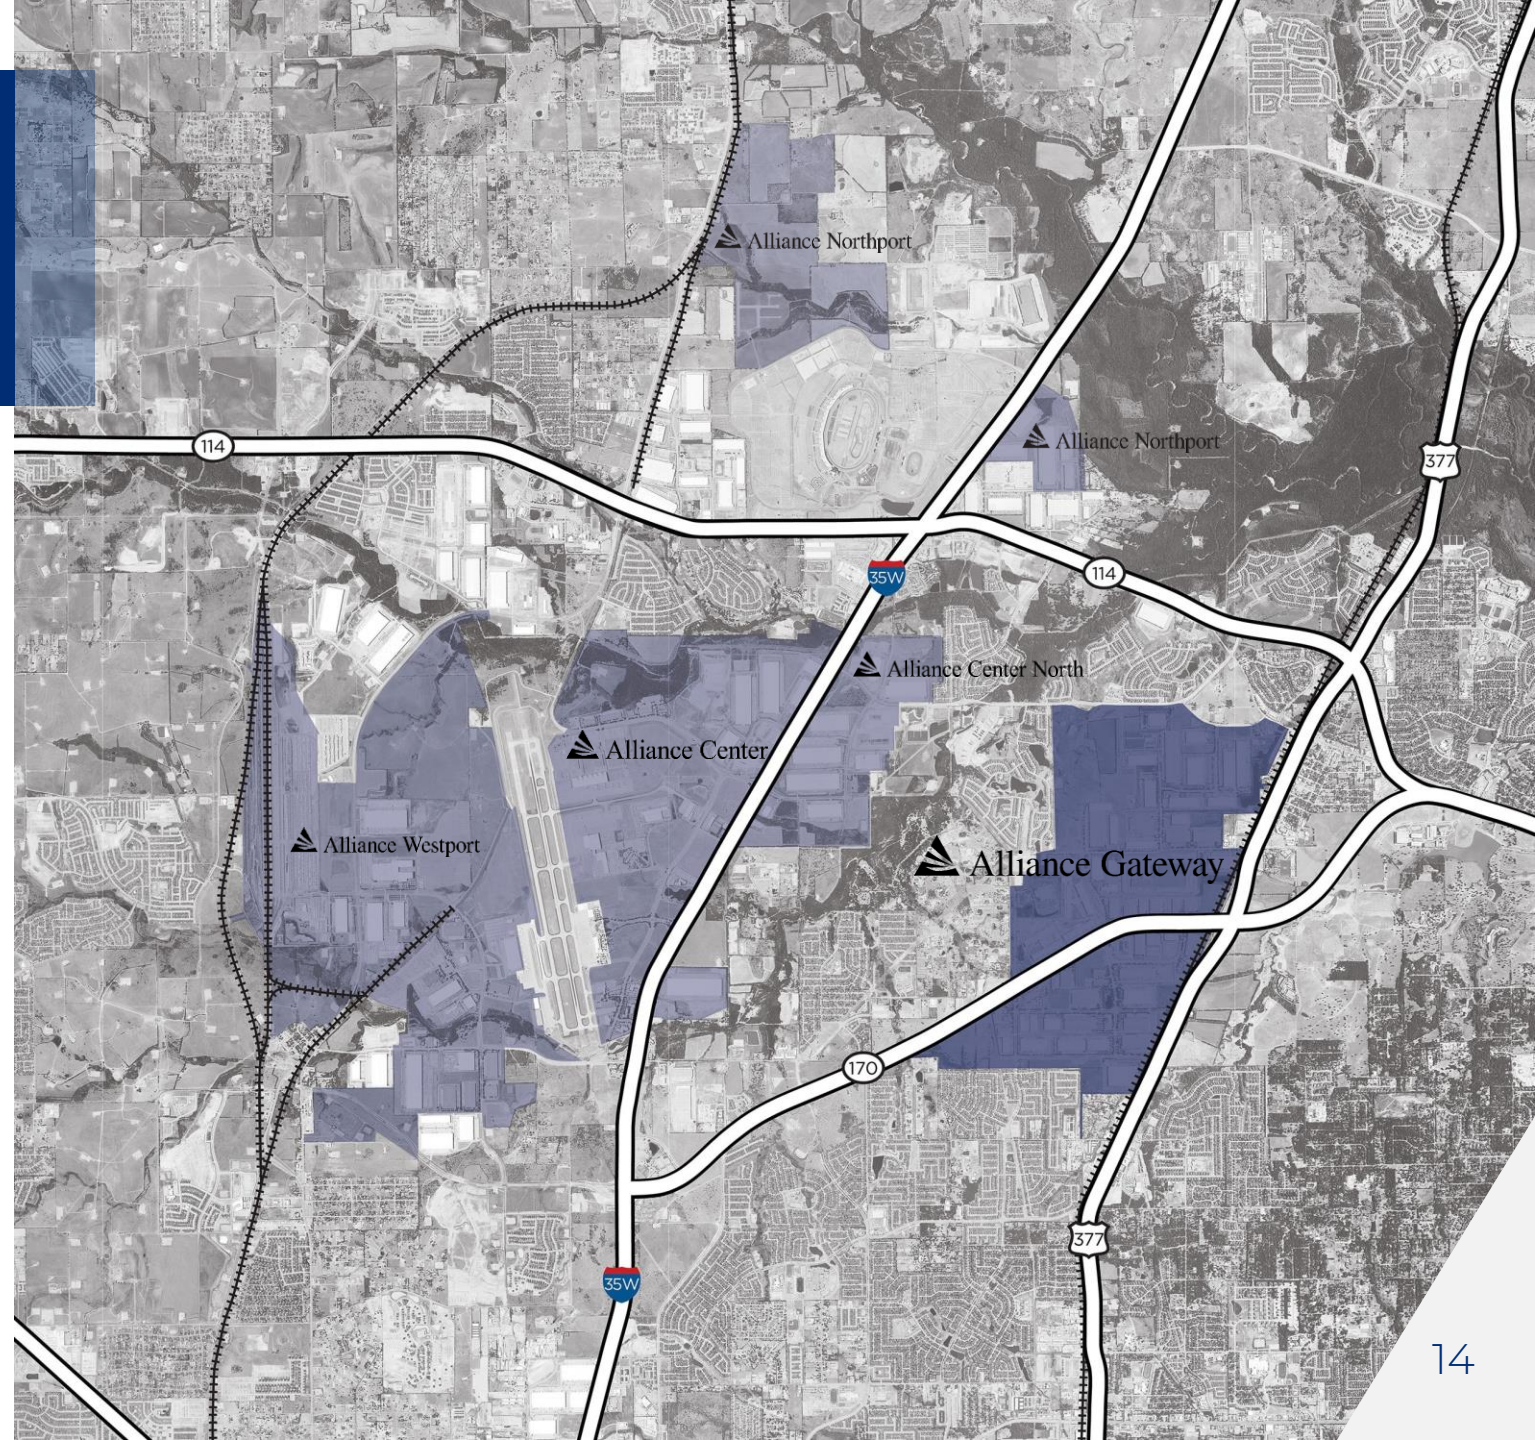 Alliance Northport
114
Alliance Northport
377
35W
114
Alliance Center North
Alliance Center
Alliance Westport
Alliance Gateway
170
377
35W
14